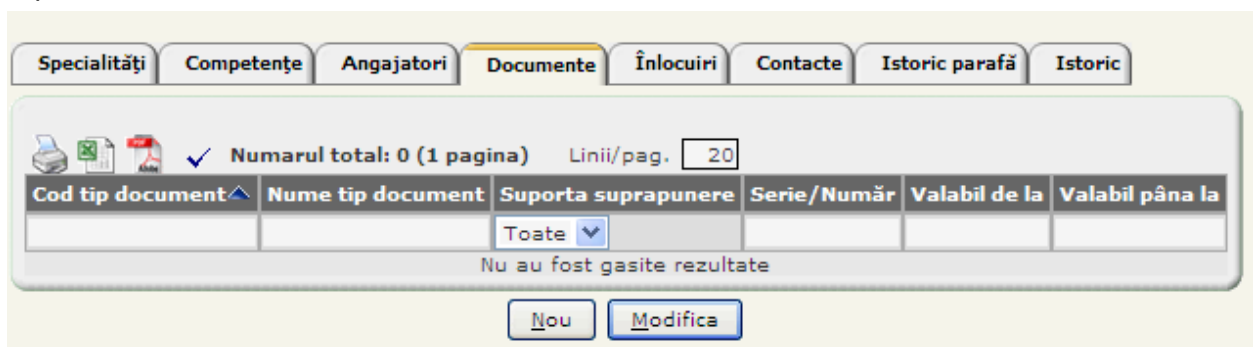 Specialități Competențe Angajatori Documente Înlocuiri Contacte Istoric parafă Istoric
Numarul total: 0 (1 pagina) Linii/pag. 20
Cod tip document Nume tip document Suporta suprapunere Serie/Număr Valabil de la Valabil pâna la
Toate
Nu au fost gasite rezultate
Nou Modifica